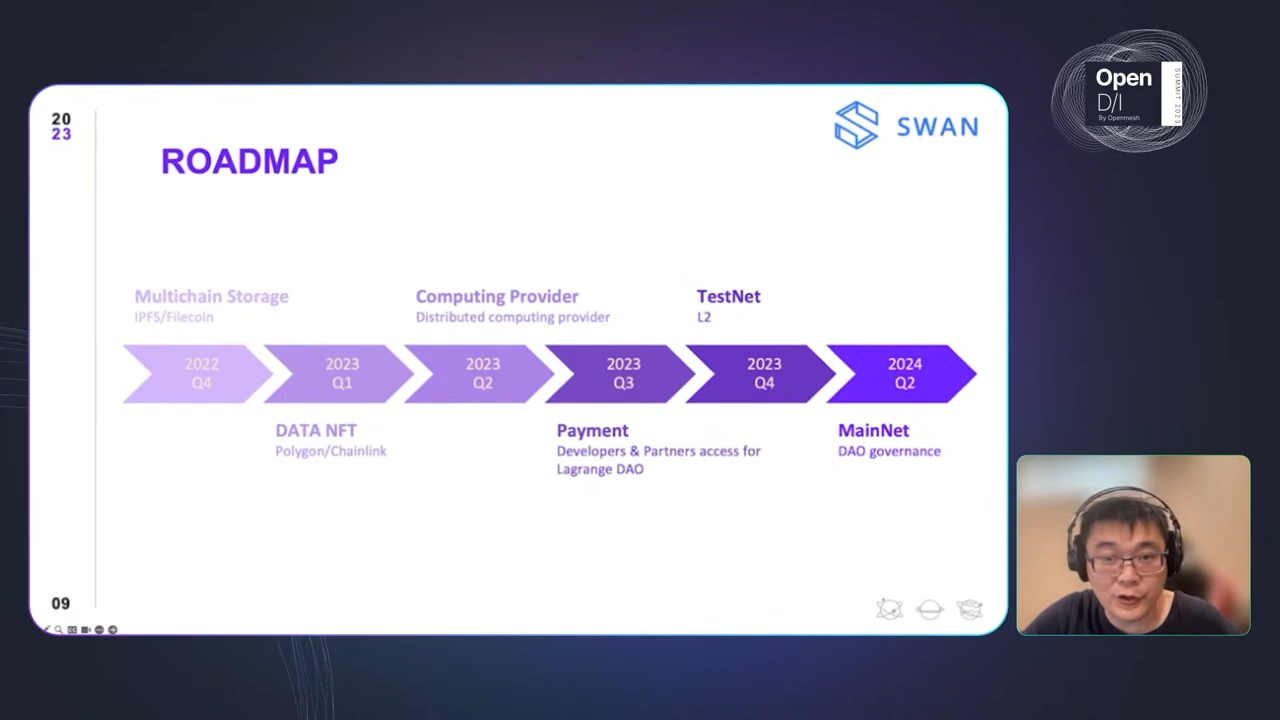 20
23
ROADMAP
SWAN
Open
D/I
By Openmesh
SUMMIT 2023
Multichain Storage
IPFS/Filecoin
Computing Provider
Distributed computing provider
TestNet
L2
2022
Q4
2023
Q1
2023
Q2
2023
Q3
2023
Q4
2024
Q2
DATA NFT
Polygon/Chainlink
Payment
Developers & Partners access for
Lagrange DAO
MainNet
DAO governance
09